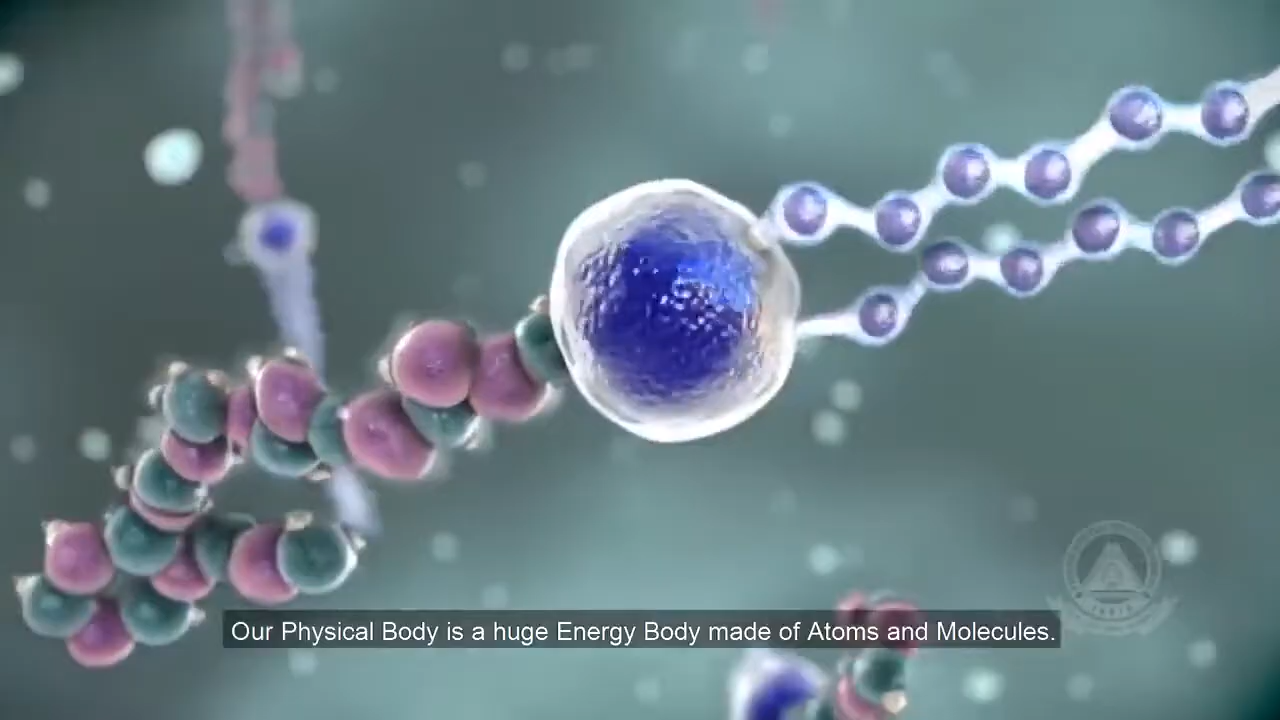 Our Physical Body is a huge Energy Body made of Atoms and Molecules.